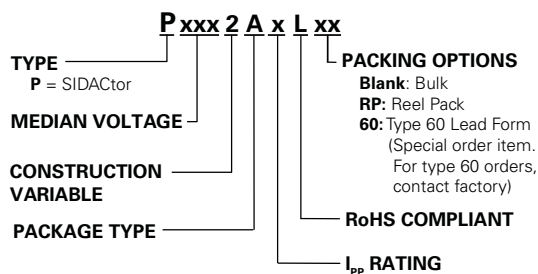 P xxx 2 A x L xx
TYPE
P = SIDACtor
MEDIAN VOLTAGE
CONSTRUCTION
VARIABLE
PACKAGE TYPE
PACKING OPTIONS
Blank: Bulk
RP: Reel Pack
60: Type 60 Lead Form
(Special order item.
For type 60 orders,
contact factory)
RoHS COMPLIANT
IPP RATING